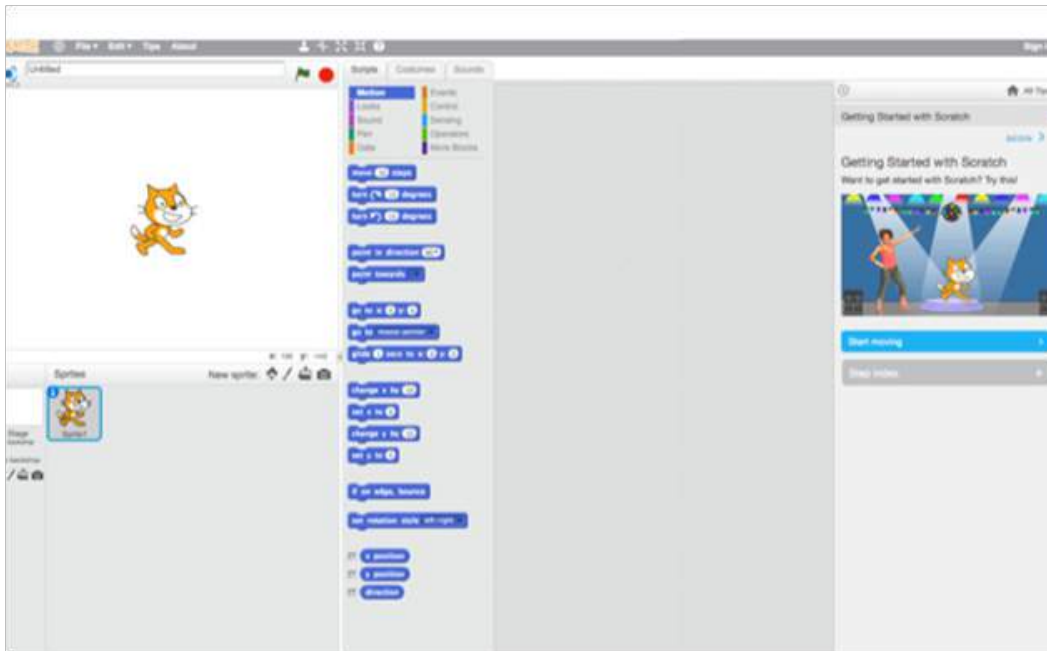 File Edit Tips About
Untitled
Scripts Costumes Sounds
Motion Events
Looks Control
Sound Sensing
Pen Operators
Data More Blocks
move 10 steps
turn 15 degrees
turn 15 degrees
point in direction
point towards
go to x: 0 y: 0
go to mouse-pointer
glide 1 secs to x: 0 y: 0
change x by 10
set x to 0
change y by 10
set y to 0
if on edge, bounce
set rotation style left-right
x position
y position
direction
Sprites New sprite:
Sprite1
Stage
All
Getting Started with Scratch
Getting Started with Scratch
Want to get started with Scratch? Try this!
Start moving